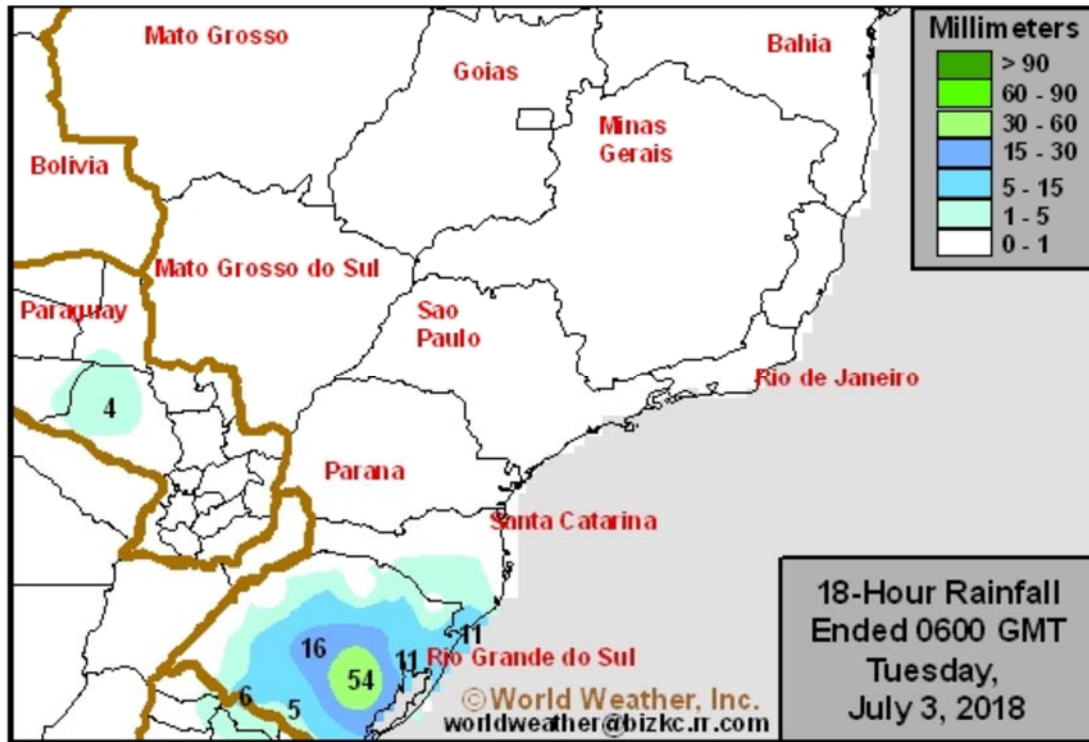 Mato Grosso
Goias
Bahia
Millimeters
> 90
60 - 90
30 - 60
15 - 30
5 - 15
1 - 5
0 - 1
Minas
Gerais
Bolivia
Mato Grosso do Sul
Paraguay
Sao
Paulo
Rio de Janeiro
4
Parana
Santa Catarina
16
11
11
Rio Grande do Sul
54
6
5
©World Weather, Inc.
worldweather@bizkc.rr.com
18-Hour Rainfall
Ended 0600 GMT
Tuesday,
July 3, 2018